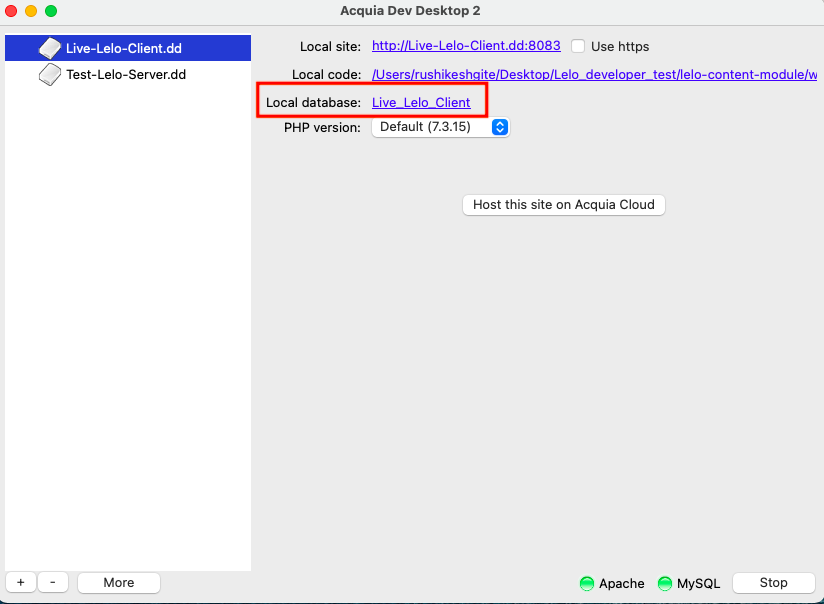 Acquia Dev Desktop 2
Live-Lelo-Client.dd
Test-Lelo-Server.dd
Local site: http://Live-Lelo-Client.dd:8083 Use https
Local code: /Users/rushikeshgite/Desktop/Lelo_developer_test/lelo-content-module/w
Local database: Live_Lelo_Client
PHP version: Default (7.3.15)
Host this site on Acquia Cloud
+ - More
Apache MySQL Stop